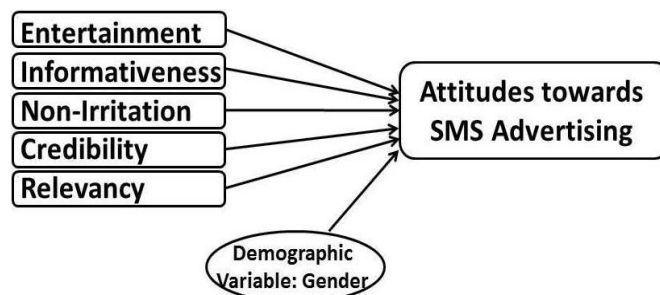 Entertainment
Informativeness
Non-Irritation
Credibility
Relevancy
Attitudes towards
SMS Advertising
Demographic
Variable: Gender